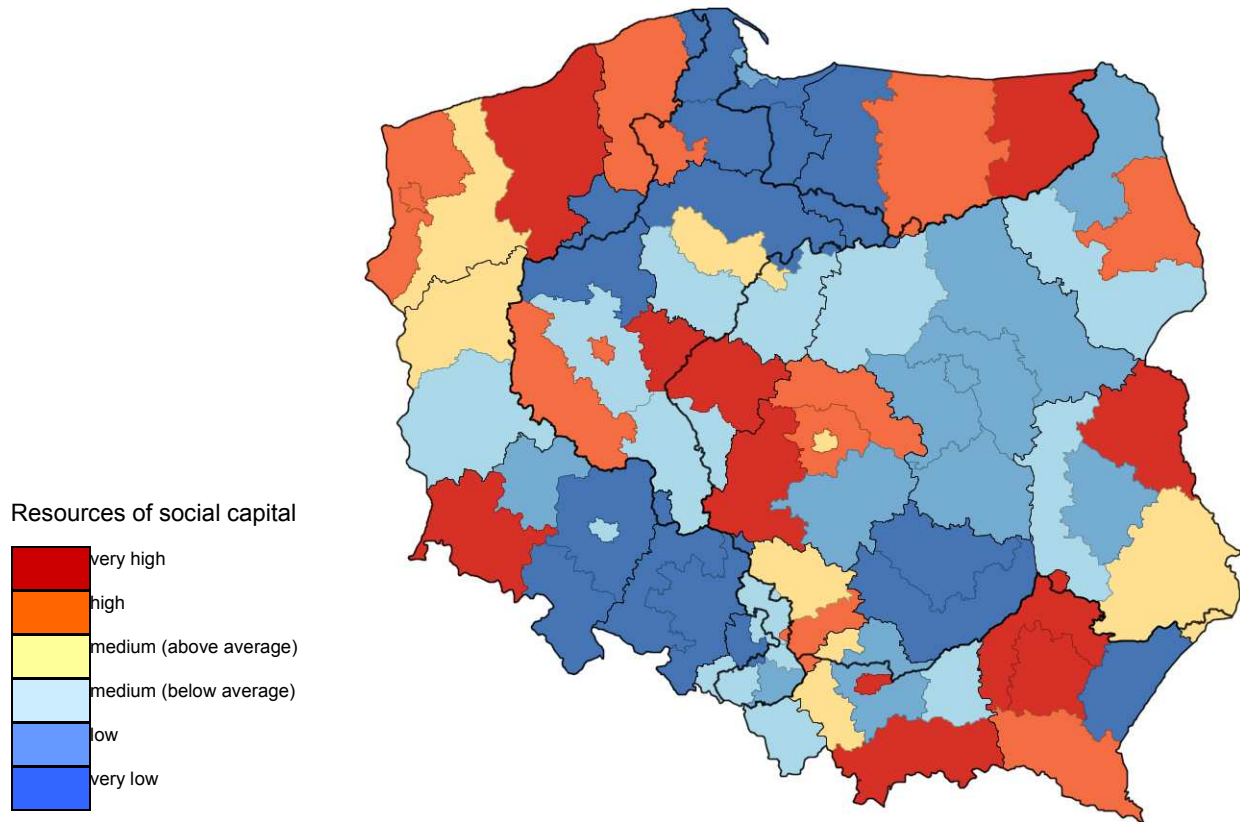 Resources of social capital
very high
high
medium (above average)
medium (below average)
low
very low